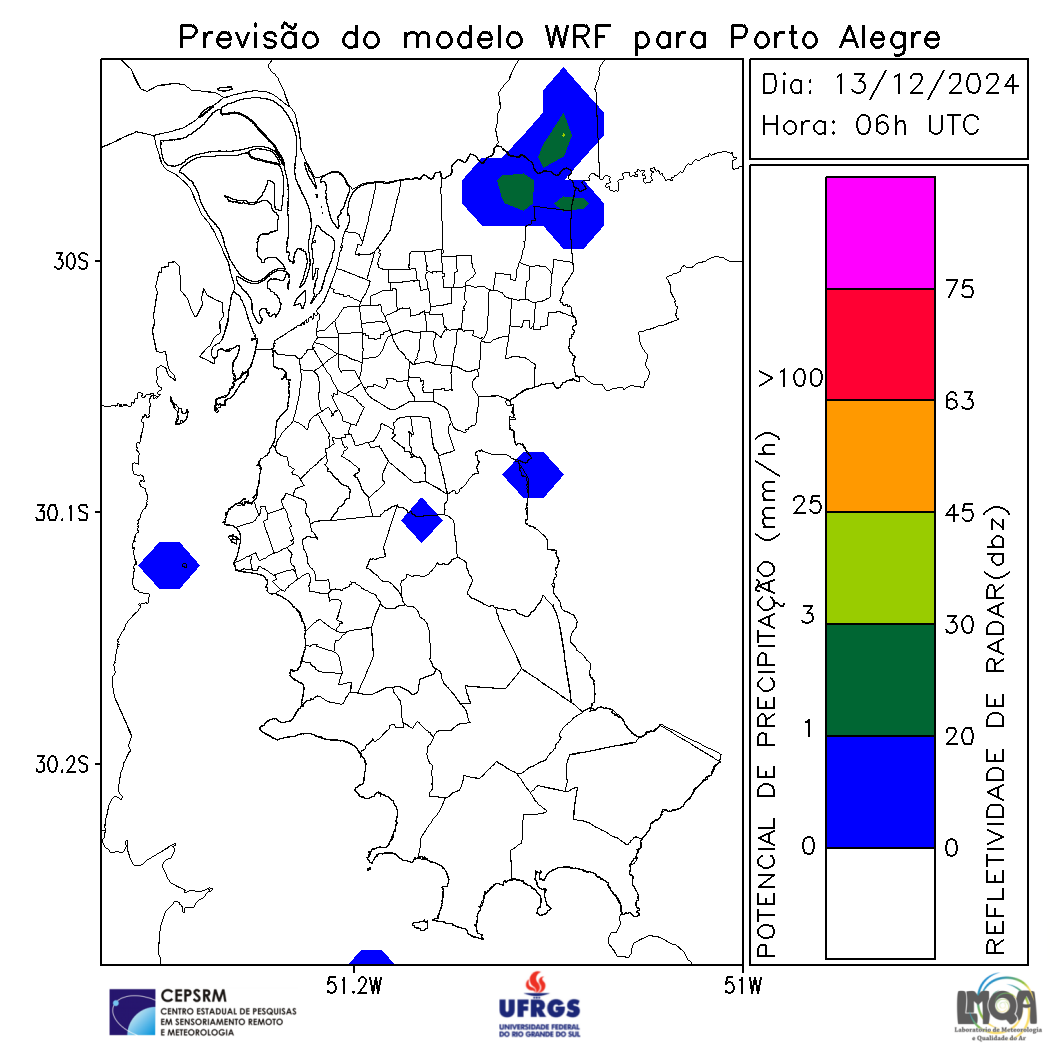 Previsão do modelo WRF para Porto Alegre
Dia: 13/12/2024
Hora: 06h UTC
30S
30.1S
30.2S
51.2W
51W
POTENCIAL DE PRECIPITAÇÃO (mm/h)
>100
25
3
1
0
75
63
45
30
20
0
REFLETIVIDADE DE RADAR(dbz)
CEPSRM
CENTRO ESTADUAL DE PESQUISAS
EM SENSORIAMENTO REMOTO
E METEOROLOGIA
UFRGS
UNIVERSIDADE FEDERAL
DO RIO GRANDE DO SUL
LMQA
Laboratório de Meteorologia
e Qualidade do Ar